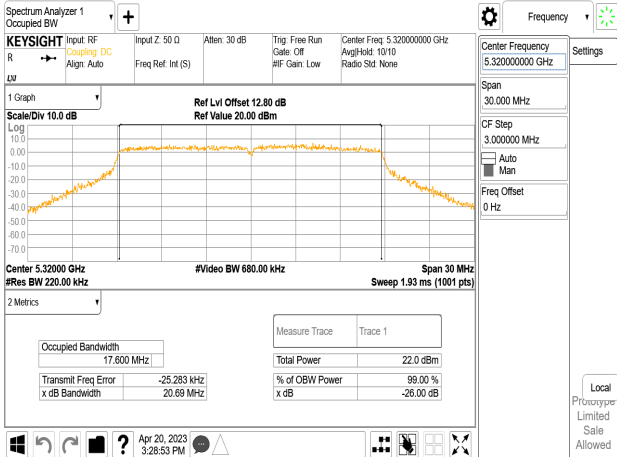 Spectrum Analyzer 1
Occupied BW
KEYSIGHT Input: RF Input Z: 50 Ω Atten: 30 dB Trig: Free Run Center Freq: 5.320000000 GHz
R Coupling: DC Gate: Off Avg|Hold: 10/10
Align: Auto Freq Ref: Int (S) #IF Gain: Low Radio Std: None
1 Graph
Ref Lvl Offset 12.80 dB
Scale/Div 10.0 dB Ref Value 20.00 dBm
Log
10.0
0.00
-10.0
-20.0
-30.0
-40.0
-50.0
-60.0
-70.0
Center 5.32000 GHz #Video BW 680.00 kHz Span 30 MHz
#Res BW 220.00 kHz Sweep 1.93 ms (1001 pts)
2 Metrics
Measure Trace Trace 1
Occupied Bandwidth
17.600 MHz Total Power 22.0 dBm
Transmit Freq Error -25.283 kHz % of OBW Power 99.00 %
x dB Bandwidth 20.69 MHz x dB -26.00 dB
Apr 20, 2023
3:28:53 PM
Frequency
Center Frequency
5.320000000 GHz
Settings
Span
30.000 MHz
CF Step
3.000000 MHz
Auto
Man
Freq Offset
0 Hz
Local
Prototype
Limited
Sale
Allowed